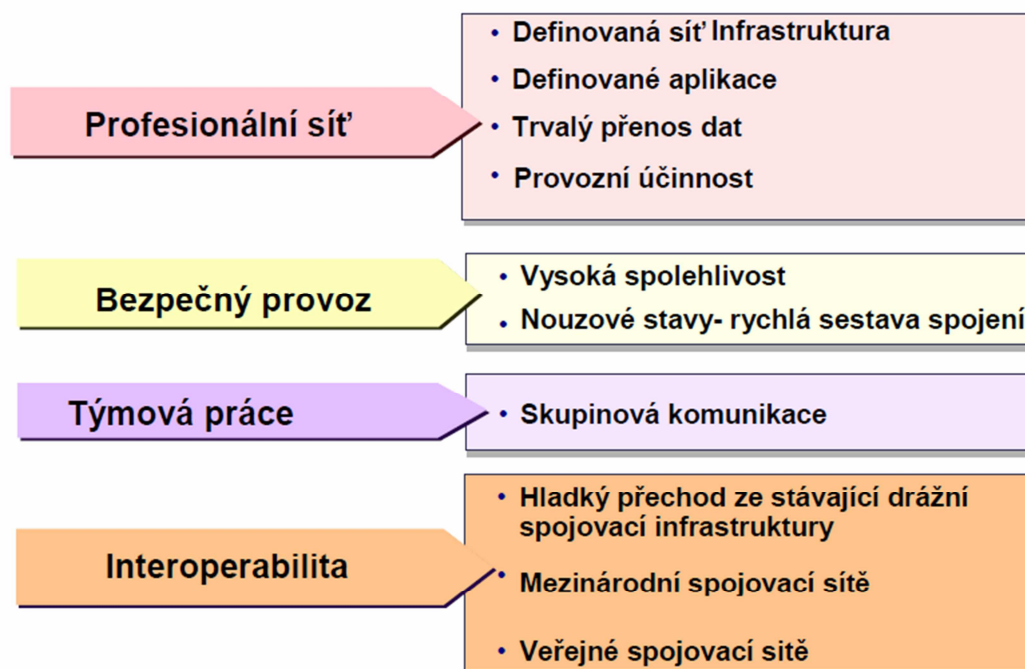 Profesionální síť
• Definovaná síť Infrastruktura
• Definované aplikace
• Trvalý přenos dat
• Provozní účinnost
Bezpečný provoz
• Vysoká spolehlivost
• Nouzové stavy- rychlá sestava spojení
Týmová práce
• Skupinová komunikace
Interoperabilita
• Hladký přechod ze stávající drážní
spojovací infrastruktury
• Mezinárodní spojovací sítě
• Veřejné spojovací sitě